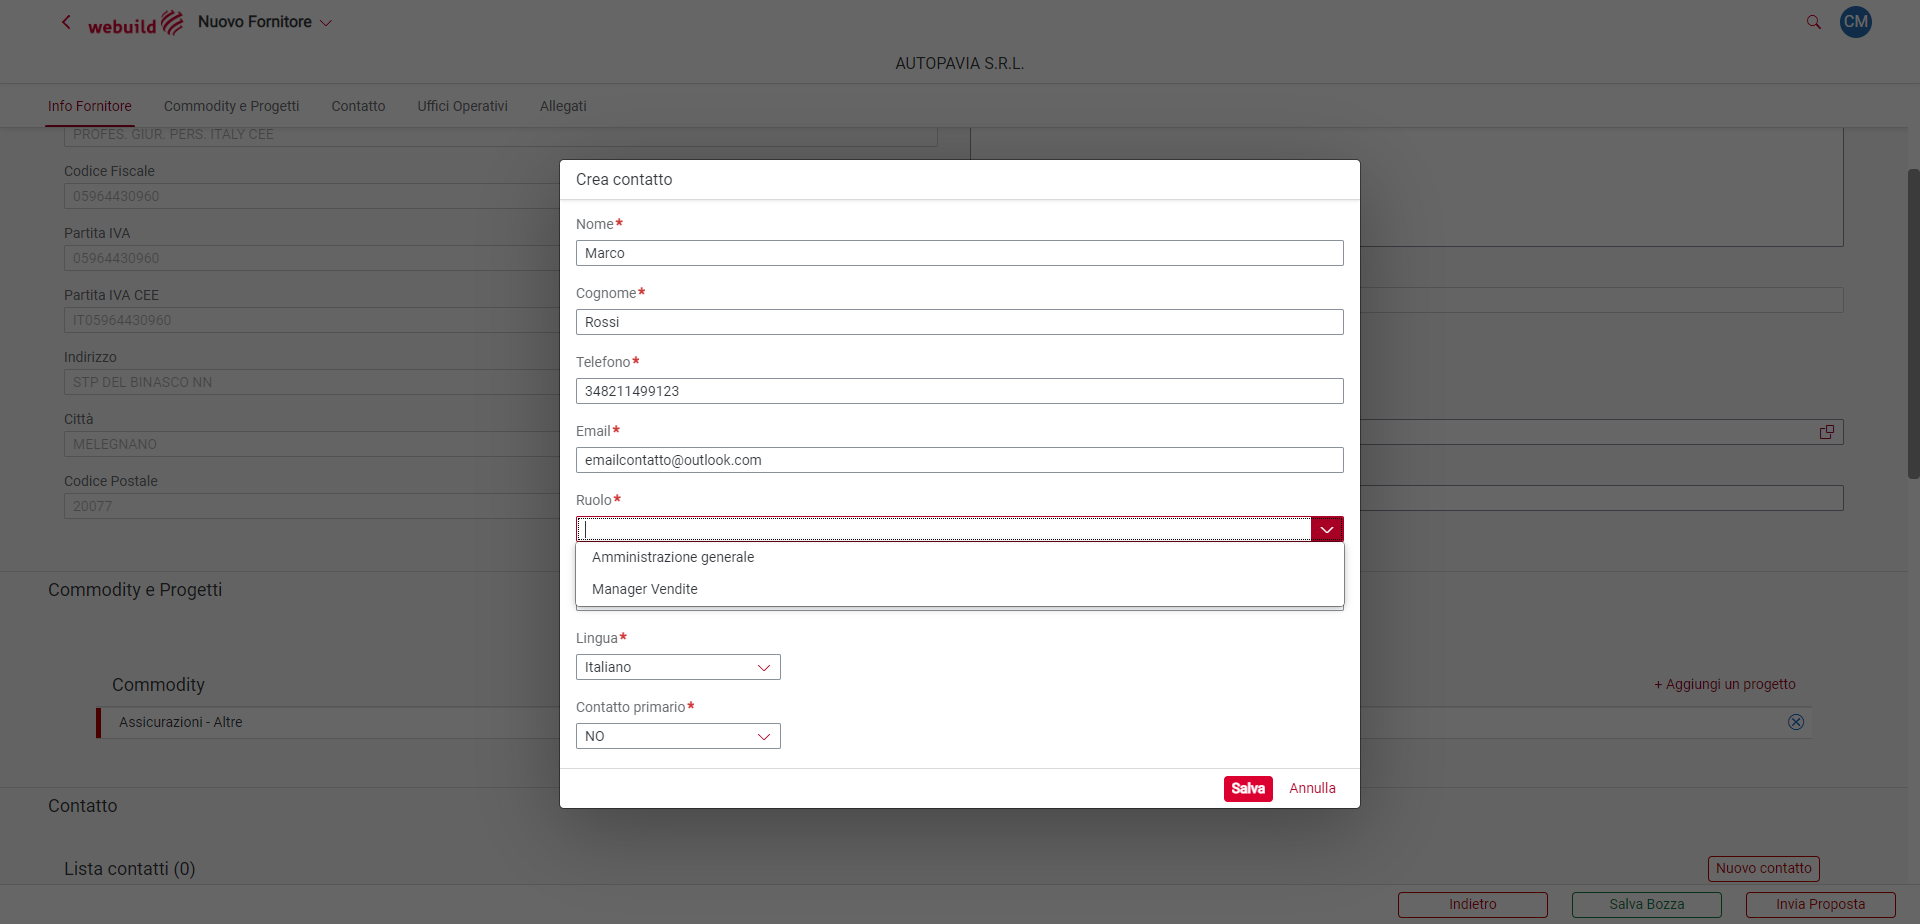 webuild
Nuovo Fornitore
CM
AUTOPAVIA S.R.L.
Info Fornitore
Commodity e Progetti
Contatto
Uffici Operativi
Allegati
PROFES. GIUR. PERS. ITALY CEE
Codice Fiscale
05964430960
Partita IVA
05964430960
Partita IVA CEE
IT05964430960
Indirizzo
STP DEL BINASCO NN
Città
MELEGNANO
Codice Postale
20077
Crea contatto
Nome*
Marco
Cognome*
Rossi
Telefono*
348211499123
Email*
emailcontatto@outlook.com
Ruolo*
Amministrazione generale
Manager Vendite
Lingua*
Italiano
Contatto primario*
NO
Salva
Annulla
Commodity e Progetti
Commodity
+ Aggiungi un progetto
Assicurazioni - Altre
Contatto
Lista contatti (0)
Nuovo contatto
Indietro
Salva Bozza
Invia Proposta